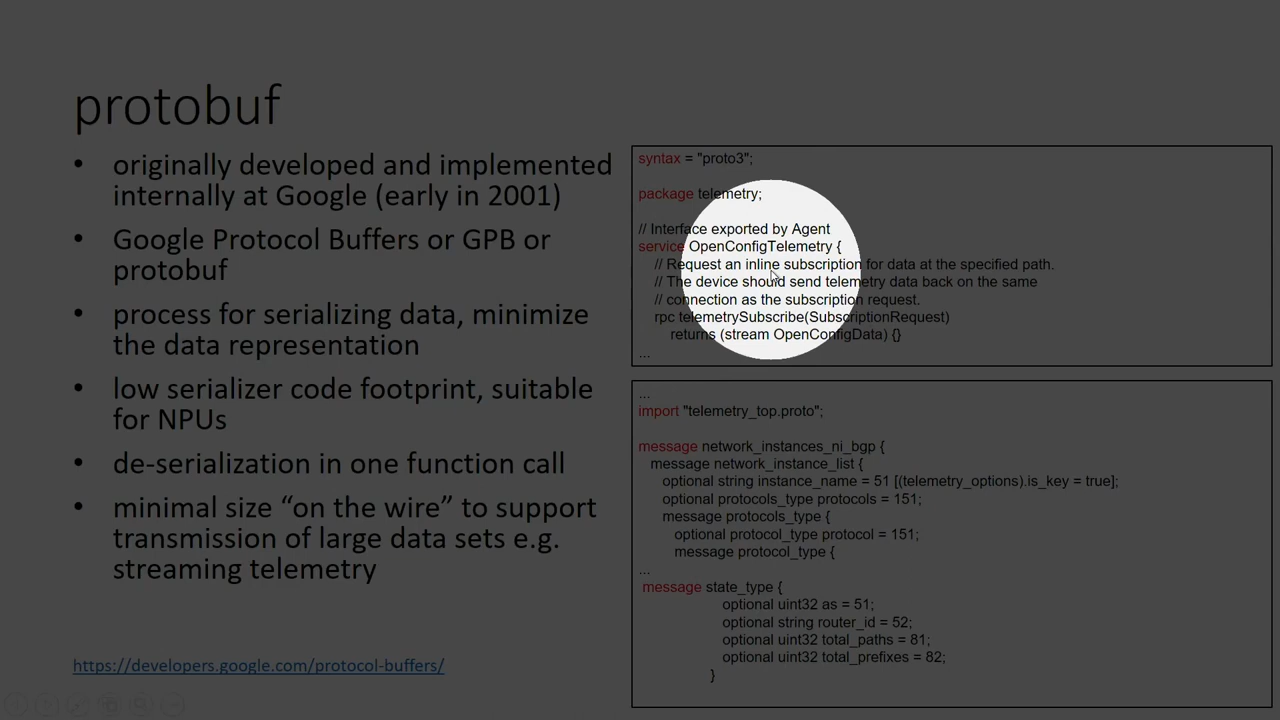 protobuf
• originally developed and implemented
internally at Google (early in 2001)
• Google Protocol Buffers or GPB or
protobuf
• process for serializing data, minimize
the data representation
• low serializer code footprint, suitable
for NPUs
• de-serialization in one function call
• minimal size “on the wire” to support
transmission of large data sets e.g.
streaming telemetry
https://developers.google.com/protocol-buffers/
syntax = "proto3";
package telemetry;
// Interface exported by Agent
service OpenConfigTelemetry {
// Request an inline subscription for data at the specified path.
// The device should send telemetry data back on the same
// connection as the subscription request.
rpc telemetrySubscribe(SubscriptionRequest)
returns (stream OpenConfigData) {}
...
...
import "telemetry_top.proto";
message network_instances_ni_bgp {
message network_instance_list {
optional string instance_name = 51 [(telemetry_options).is_key = true];
optional protocols_type protocols = 151;
message protocols_type {
optional protocol_type protocol = 151;
message protocol_type {
...
message state_type {
optional uint32 as = 51;
optional string router_id = 52;
optional uint32 total_paths = 81;
optional uint32 total_prefixes = 82;
}